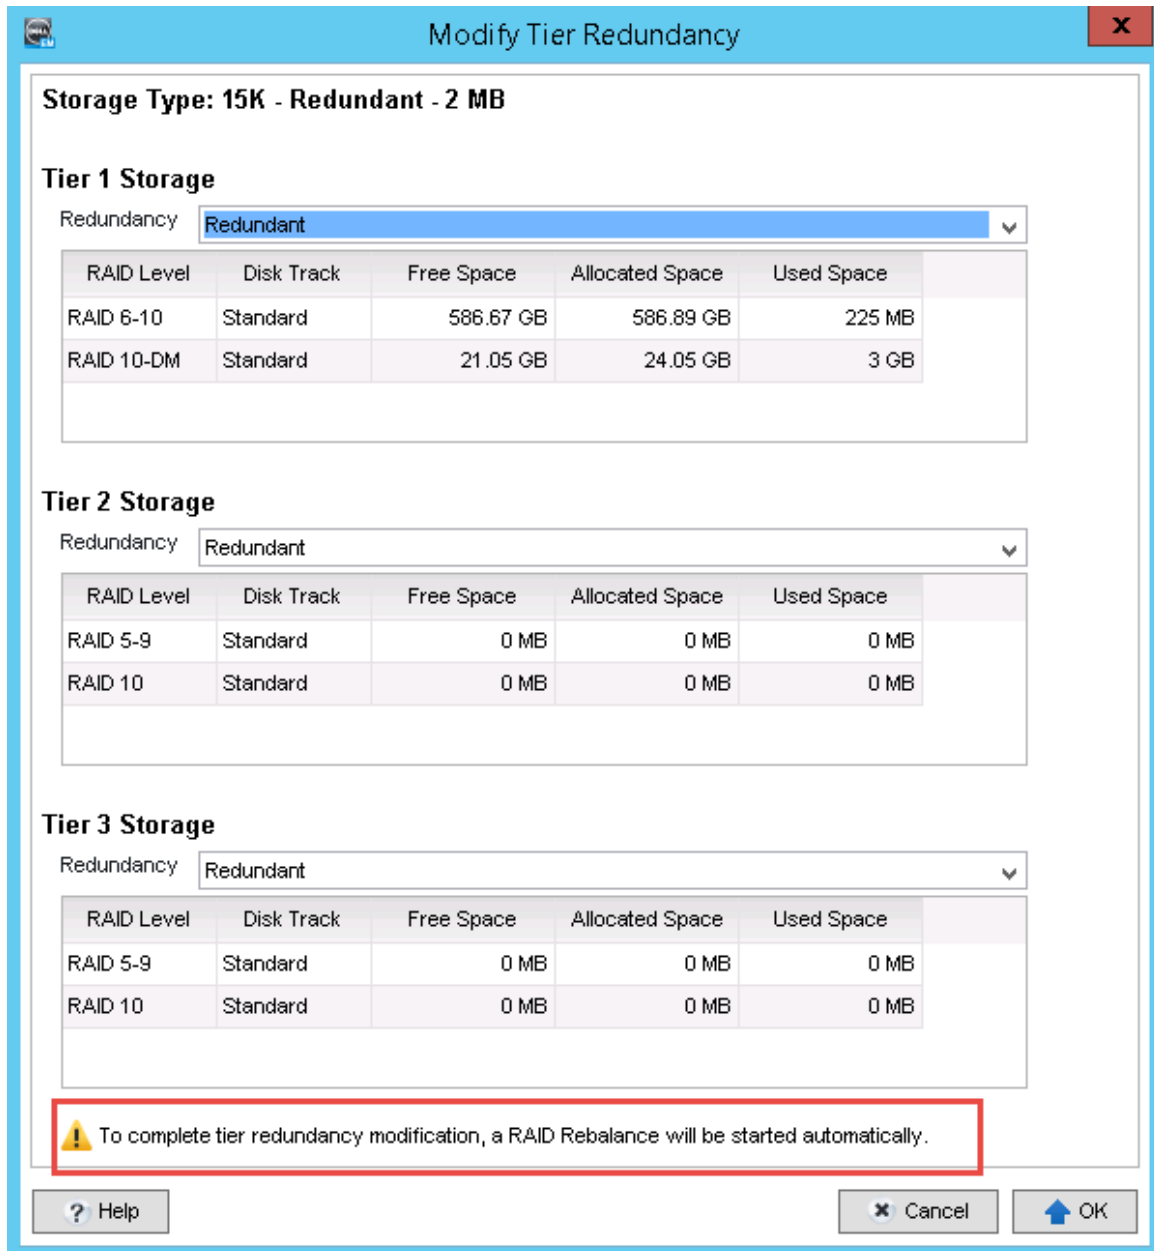 Modify Tier Redundancy
x
Storage Type: 15K - Redundant - 2 MB
Tier 1 Storage
Redundancy Redundant
RAID Level Disk Track Free Space Allocated Space Used Space
RAID 6-10 Standard 586.67 GB 586.89 GB 225 MB
RAID 10-DM Standard 21.05 GB 24.05 GB 3 GB
Tier 2 Storage
Redundancy Redundant
RAID Level Disk Track Free Space Allocated Space Used Space
RAID 5-9 Standard 0 MB 0 MB 0 MB
RAID 10 Standard 0 MB 0 MB 0 MB
Tier 3 Storage
Redundancy Redundant
RAID Level Disk Track Free Space Allocated Space Used Space
RAID 5-9 Standard 0 MB 0 MB 0 MB
RAID 10 Standard 0 MB 0 MB 0 MB
To complete tier redundancy modification, a RAID Rebalance will be started automatically.
? Help Cancel OK